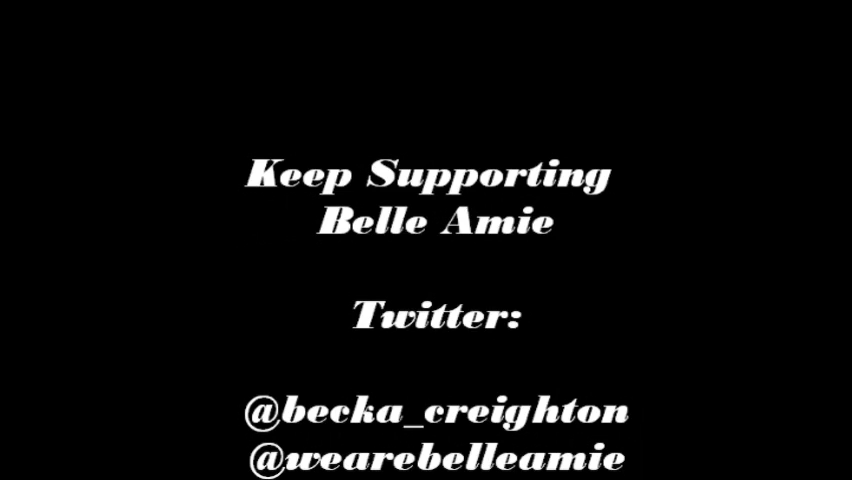 Keep Supporting
Belle Amie
Twitter:
@becka_creighton
@wearebelleamie